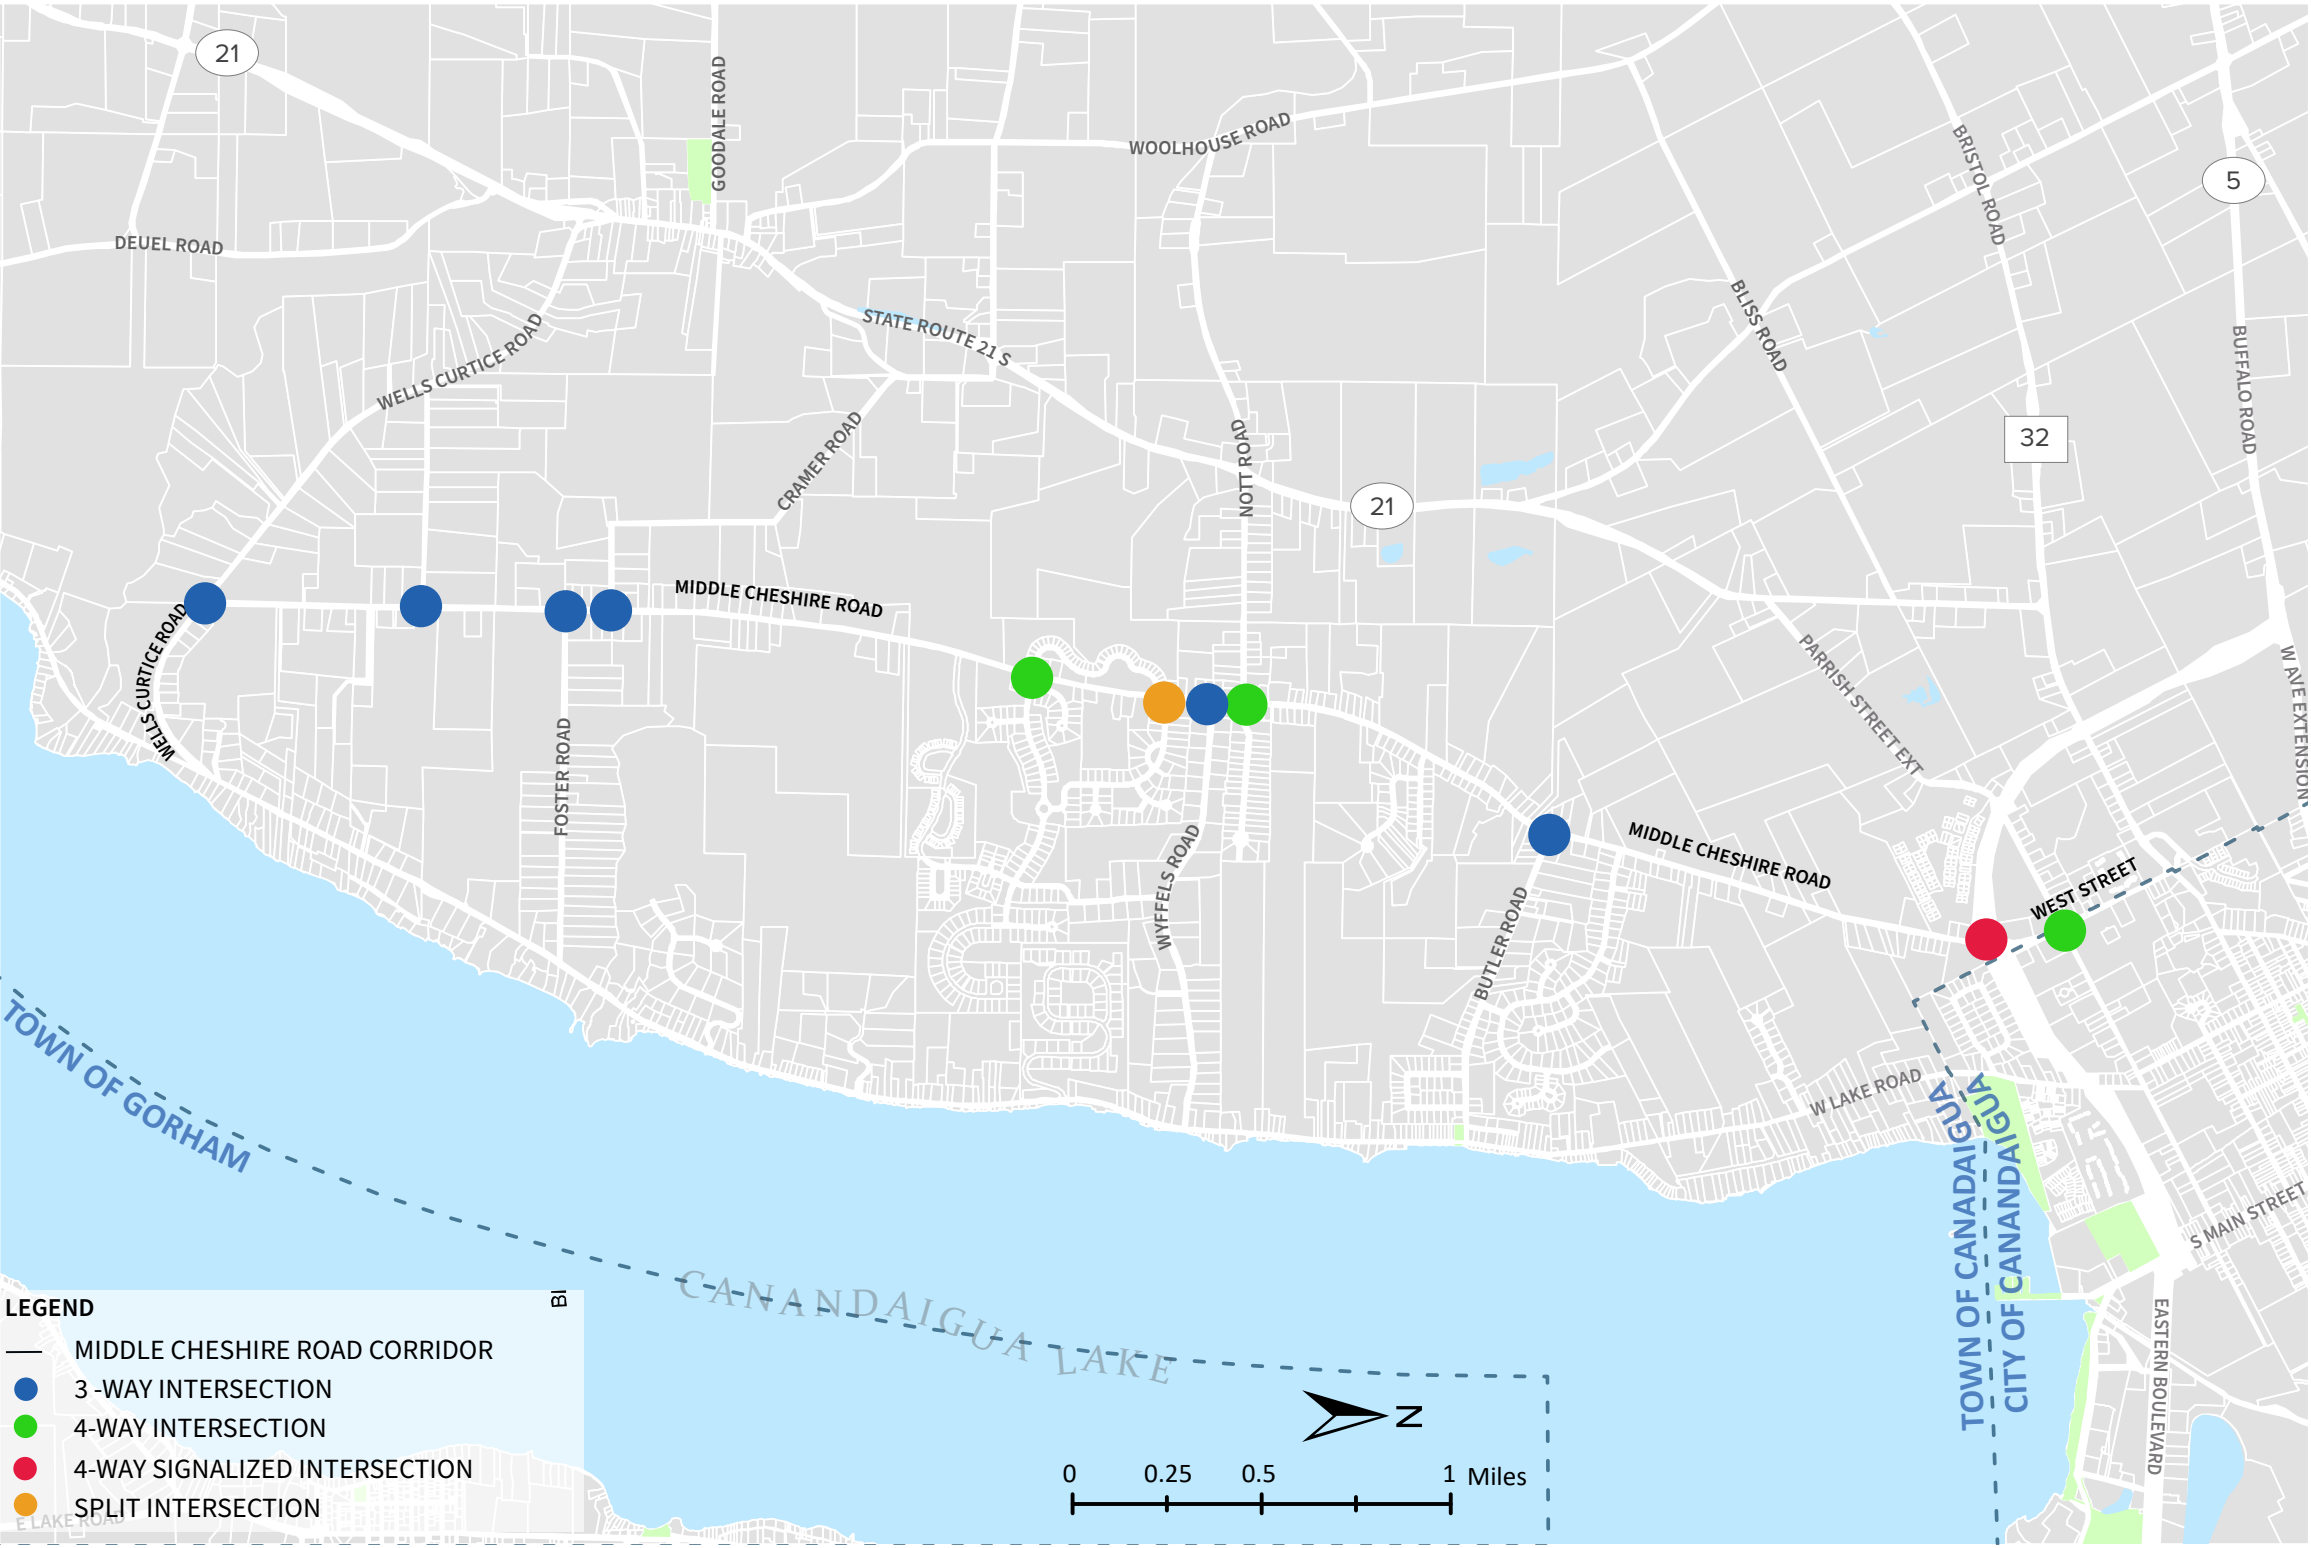 21
GOODALE ROAD
WOOLHOUSE ROAD
BRISTOL ROAD
5
DEUEL ROAD
STATE ROUTE 21 S
BLISS ROAD
BUFFALO ROAD
WELLS CURTICE ROAD
CRAMER ROAD
NOTT ROAD
32
21
MIDDLE CHESHIRE ROAD
WELLS CURTICE ROAD
PARRISH STREET EXT
W AVE EXTENSION
FOSTER ROAD
WYFFELS ROAD
BUTLER ROAD
MIDDLE CHESHIRE ROAD
WEST STREET
W LAKE ROAD
TOWN OF GORHAM
TOWN OF CANADAIGUA
CITY OF CANANDAIGUA
S MAIN STREET
EASTERN BOULEVARD
CANANDAIGUA LAKE
LEGEND
BI
MIDDLE CHESHIRE ROAD CORRIDOR
3 -WAY INTERSECTION
4-WAY INTERSECTION
4-WAY SIGNALIZED INTERSECTION
SPLIT INTERSECTION
E LAKE ROAD
N
0 0.25 0.5 1 Miles